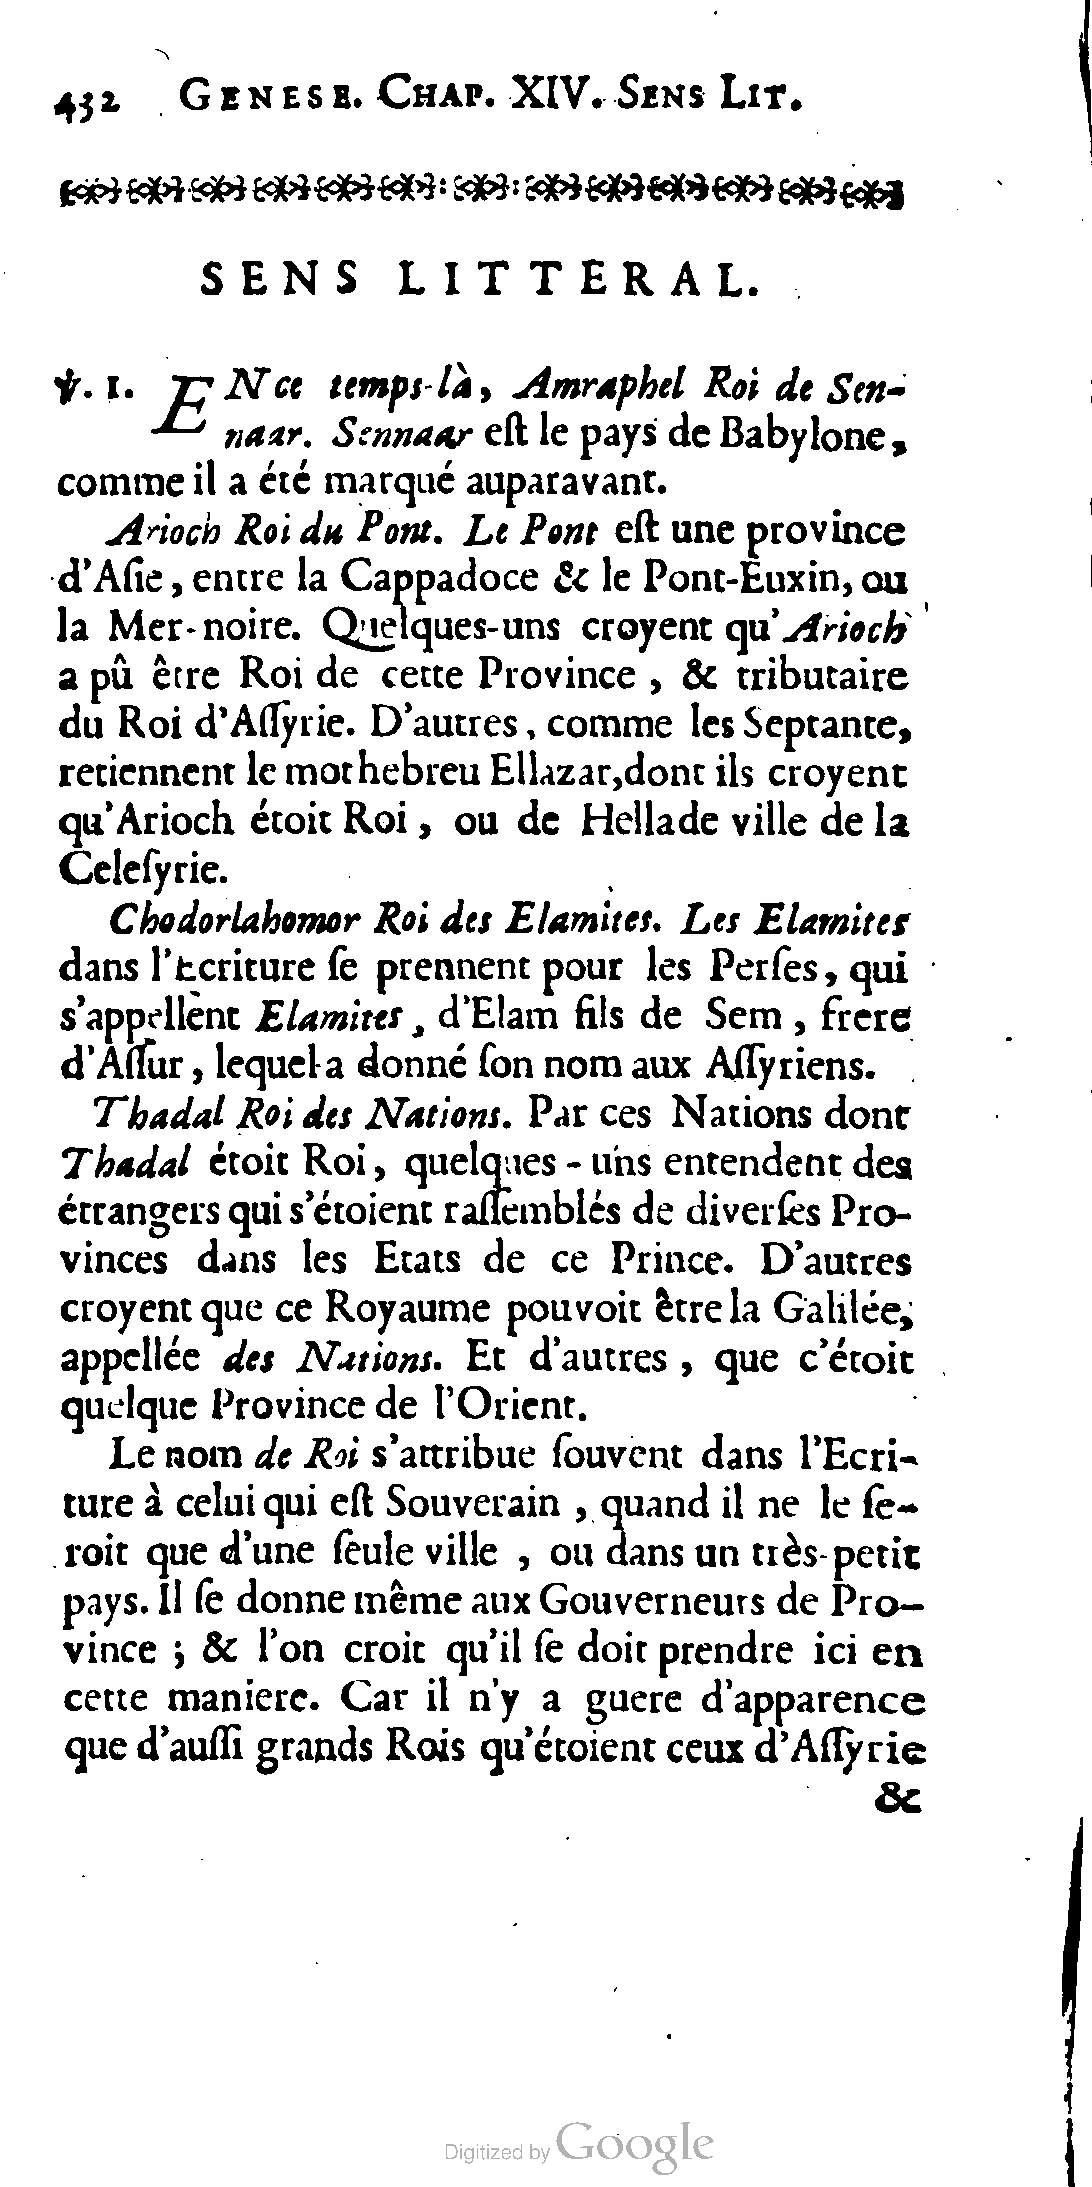 432 GENESE. CHAP. XIV. SENS LIT.
SENS LITTERAL.
℣. 1. EN ce temps-là, Amraphel Roi de Sen-
naar. Sennaar eſt le pays de Babylone,
comme il a été marqué auparavant.
Arioch Roi du Pont. Le Pont eſt une province
d'Aſie, entre la Cappadoce & le Pont-Euxin, ou
la Mer-noire. Quelques-uns croyent qu'Arioch
a pû être Roi de cette Province, & tributaire
du Roi d'Aſſyrie. D'autres, comme les Septante,
retiennent le mot hebreu Ellazar, dont ils croyent
qu'Arioch étoit Roi, ou de Hellade ville de la
Celeſyrie.
Chodorlahomor Roi des Elamites. Les Elamites
dans l'Ecriture ſe prennent pour les Perſes, qui
s'appellent Elamites, d'Elam fils de Sem, frere
d'Aſſur, lequel a donné ſon nom aux Aſſyriens.
Thadal Roi des Nations. Par ces Nations dont
Thadal étoit Roi, quelques-uns entendent des
étrangers qui s'étoient raſſemblés de diverſes Pro-
vinces dans les Etats de ce Prince. D'autres
croyent que ce Royaume pouvoit être la Galilée,
appellée des Nations. Et d'autres, que c'étoit
quelque Province de l'Orient.
Le nom de Roi s'attribue ſouvent dans l'Ecri-
ture à celui qui eſt Souverain, quand il ne le ſe-
roit que d'une ſeule ville, ou dans un très-petit
pays. Il ſe donne même aux Gouverneurs de Pro-
vince; & l'on croit qu'il ſe doit prendre ici en
cette maniere. Car il n'y a guere d'apparence
que d'auſſi grands Rois qu'étoient ceux d'Aſſyrie
&
Digitized by Google